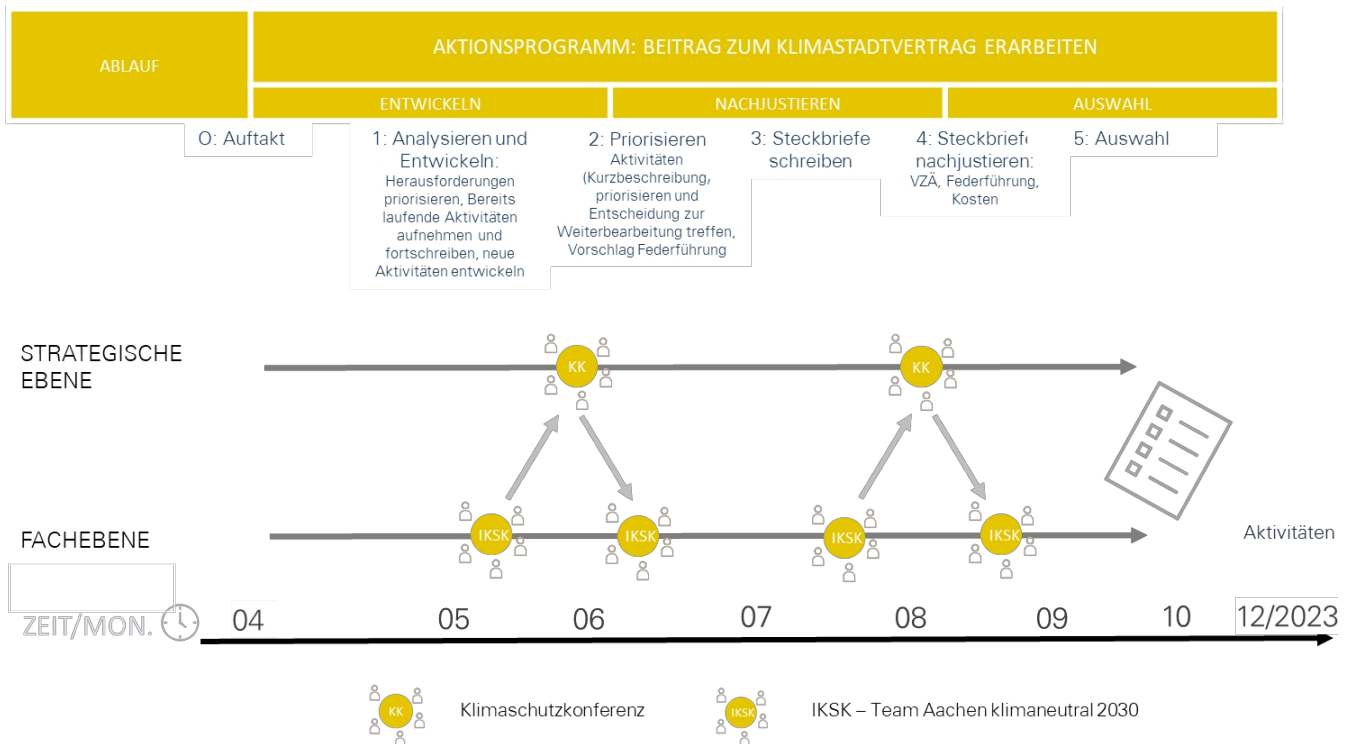 ABLAUF
AKTIONSPROGRAMM: BEITRAG ZUM KLIMASTADTVERTRAG ERARBEITEN
ENTWICKELN
NACHJUSTIEREN
AUSWAHL
O: Auftakt
1: Analysieren und
Entwickeln:
Herausforderungen
priorisieren, Bereits
laufende Aktivitäten
aufnehmen und
fortschreiben, neue
Aktivitäten entwickeln
2: Priorisieren
Aktivitäten
(Kurzbeschreibung,
priorisieren und
Entscheidung zur
Weiterbearbeitung treffen,
Vorschlag Federführung
3: Steckbriefe
schreiben
4: Steckbriefe
nachjustieren:
VZÄ, Federführung,
Kosten
5: Auswahl
STRATEGISCHE
EBENE
KK
KK
FACHEBENE
IKSK
IKSK
IKSK
IKSK
Aktivitäten
ZEIT/MON.
04
05
06
07
08
09
10
12/2023
KK
Klimaschutzkonferenz
IKSK
IKSK – Team Aachen klimaneutral 2030